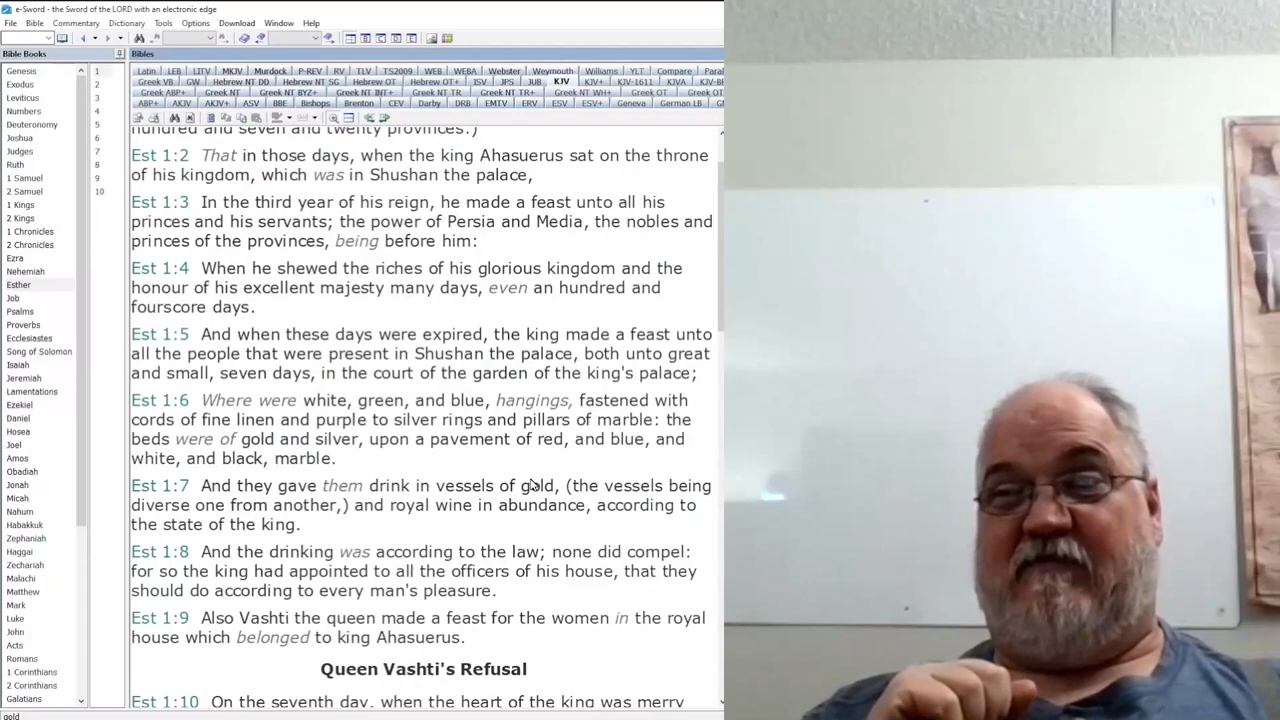 e-Sword - the Sword of the LORD with an electronic edge
File Bible Commentary Dictionary Tools Options Download Window Help
Bible Books
Bibles
Genesis
Exodus
Leviticus
Numbers
Deuteronomy
Joshua
Judges
Ruth
1 Samuel
2 Samuel
1 Kings
2 Kings
1 Chronicles
2 Chronicles
Ezra
Nehemiah
Esther
Job
Psalms
Proverbs
Ecclesiastes
Song of Solomon
Isaiah
Jeremiah
Lamentations
Ezekiel
Daniel
Hosea
Joel
Amos
Obadiah
Jonah
Micah
Nahum
Habakkuk
Zephaniah
Haggai
Zechariah
Malachi
Matthew
Mark
Luke
John
Acts
Romans
1 Corinthians
2 Corinthians
Galatians
1
2
3
4
5
6
7
8
9
10
Latin LEB LITV MKJV Murdock P-REV RV TLV TS2009 WEB WEBA Webster Weymouth Williams YLT Compare Paral
Greek VB GW Hebrew NT DD Hebrew NT SG Hebrew OT Hebrew OT+ ISV JPS JUB KJV KJV+ KJV-1611 KJVA KJV-BR
Greek ABP+ Greek NT Greek NT BYZ+ Greek NT INT+ Greek NT TR Greek NT TR+ Greek NT WH+ Greek OT Greek OT+
ABP+ AKJV AKJV+ ASV BBE Bishops Brenton CEV Darby DRB EMTV ERV ESV ESV+ Geneva German LB
hundred and seven and twenty provinces:)
Est 1:2 That in those days, when the king Ahasuerus sat on the throne
of his kingdom, which was in Shushan the palace,
Est 1:3 In the third year of his reign, he made a feast unto all his
princes and his servants; the power of Persia and Media, the nobles and
princes of the provinces, being before him:
Est 1:4 When he shewed the riches of his glorious kingdom and the
honour of his excellent majesty many days, even an hundred and
fourscore days.
Est 1:5 And when these days were expired, the king made a feast unto
all the people that were present in Shushan the palace, both unto great
and small, seven days, in the court of the garden of the king's palace;
Est 1:6 Where were white, green, and blue, hangings, fastened with
cords of fine linen and purple to silver rings and pillars of marble: the
beds were of gold and silver, upon a pavement of red, and blue, and
white, and black, marble.
Est 1:7 And they gave them drink in vessels of gold, (the vessels being
diverse one from another,) and royal wine in abundance, according to
the state of the king.
Est 1:8 And the drinking was according to the law; none did compel:
for so the king had appointed to all the officers of his house, that they
should do according to every man's pleasure.
Est 1:9 Also Vashti the queen made a feast for the women in the royal
house which belonged to king Ahasuerus.
Queen Vashti's Refusal
Est 1:10 On the seventh day, when the heart of the king was merry
gold